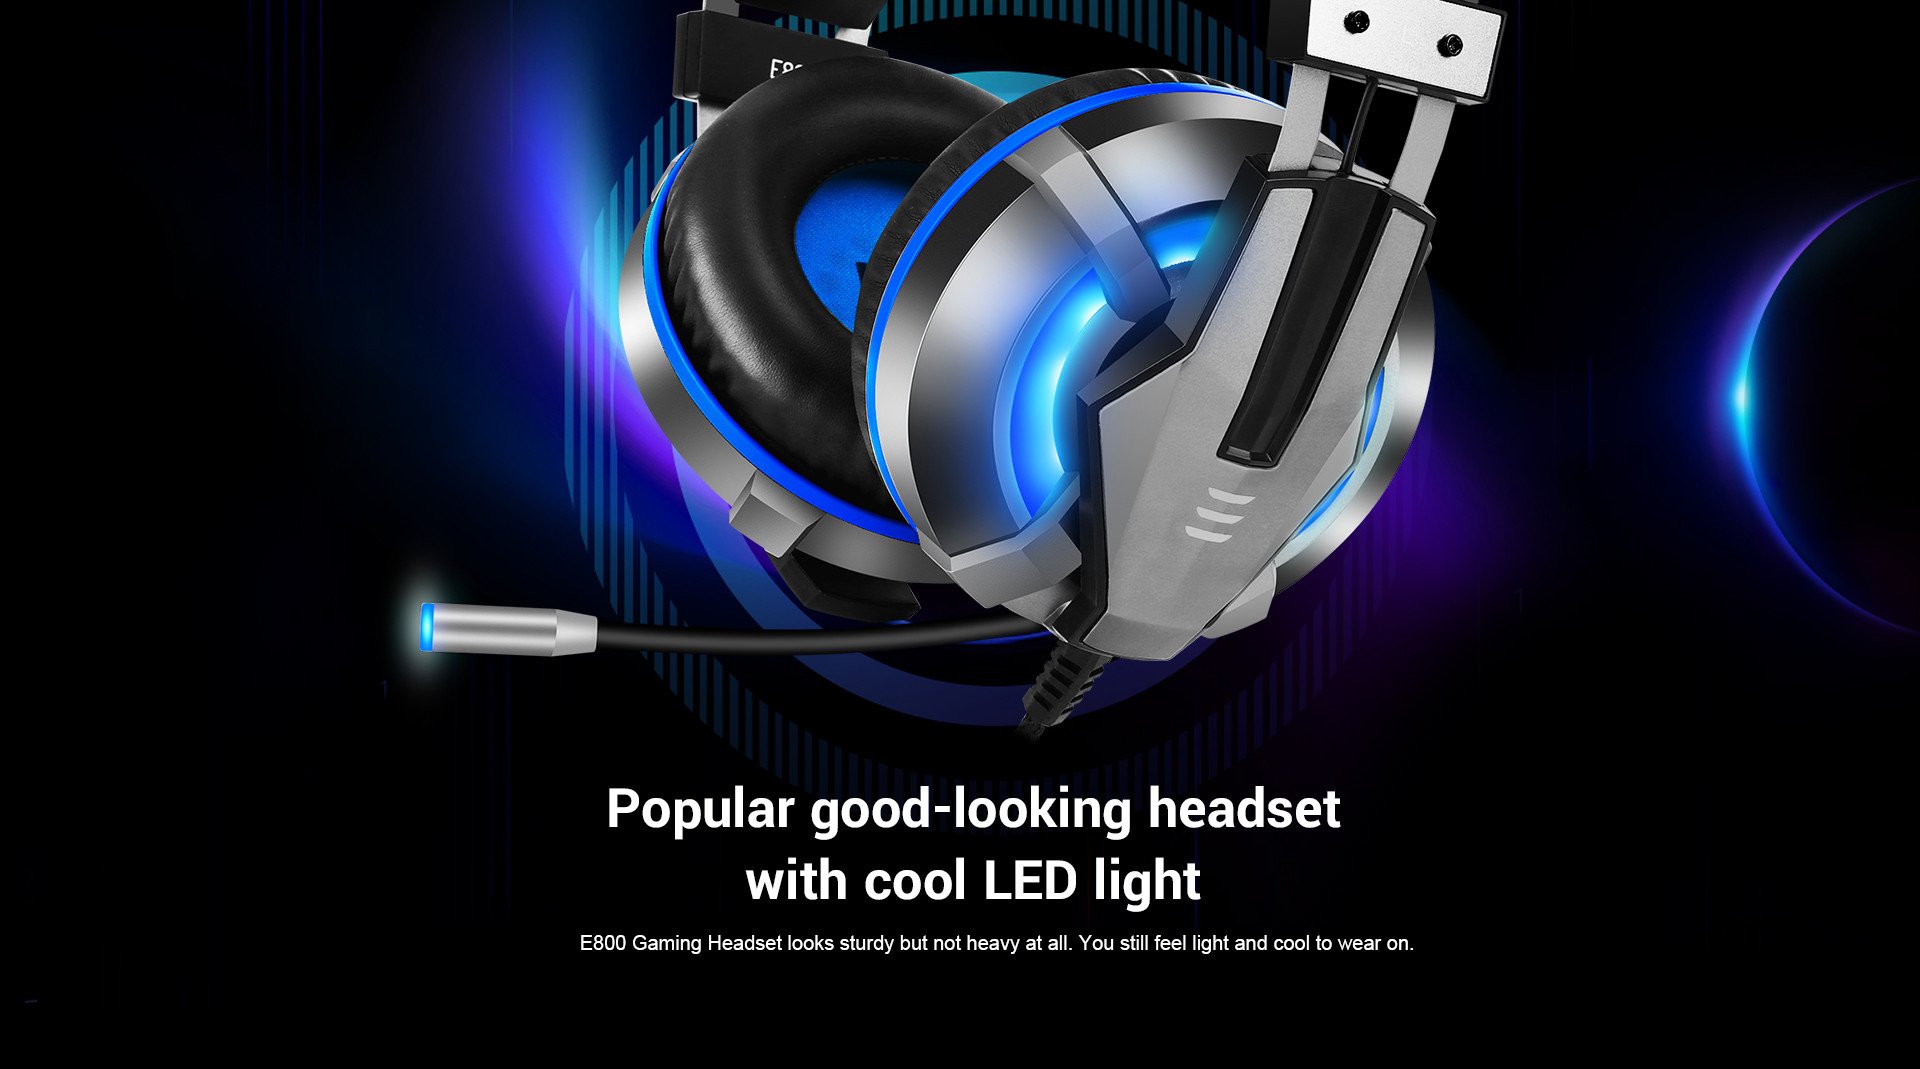 Popular good-looking headset
with cool LED light
E800 Gaming Headset looks sturdy but not heavy at all. You still feel light and cool to wear on.